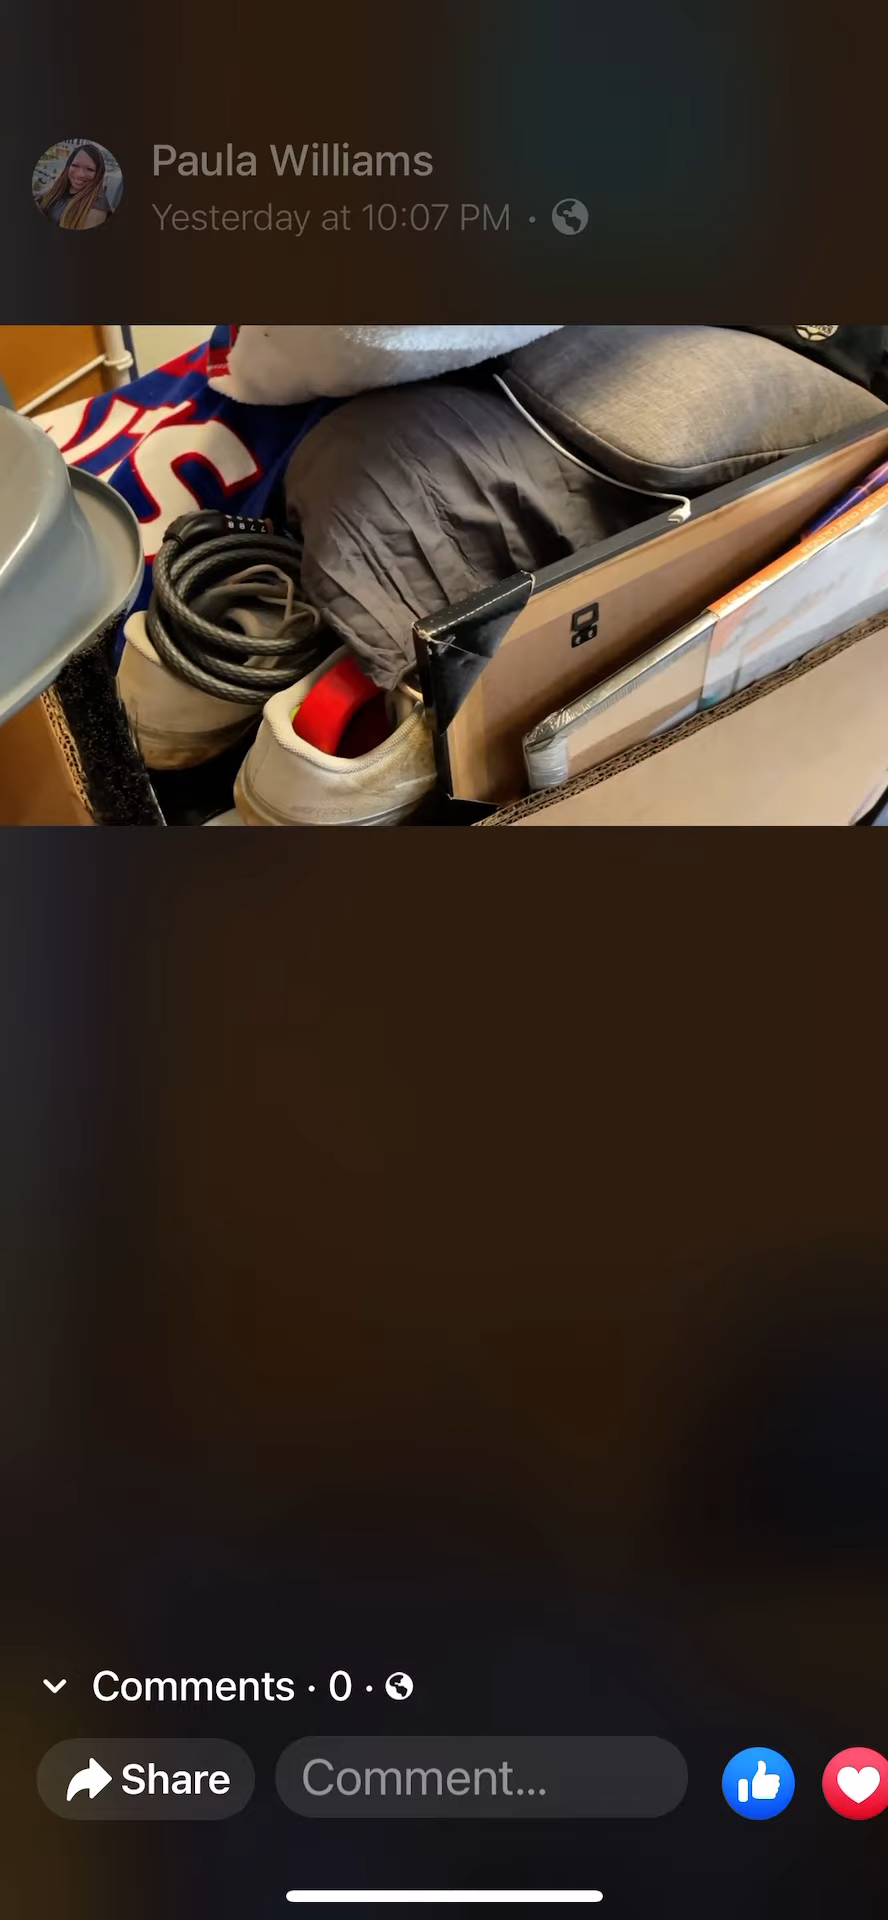 Paula Williams
Yesterday at 10:07 PM ·
Comments · 0 ·
Share
Comment...